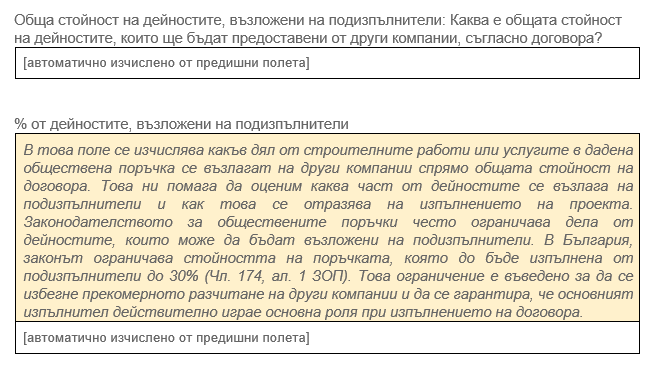 Обща стойност на дейностите, възложени на подизпълнители: Каква е общата стойност
на дейностите, които ще бъдат предоставени от други компании, съгласно договора?
[автоматично изчислено от предишни полета]
% от дейностите, възложени на подизпълнители
В това поле се изчислява какъв дял от строителните работи или услугите в дадена
обществена поръчка се възлагат на други компании спрямо общата стойност на
договора. Това ни помага да оценим каква част от дейностите се възлага на
подизпълнители и как това се отразява на изпълнението на проекта.
Законодателството за обществените поръчки често ограничава дела от
дейностите, които може да бъдат възложени на подизпълнители. В България,
законът ограничава стойността на поръчката, която до бъде изпълнена от
подизпълнители до 30% (Чл. 174, ал. 1 ЗОП). Това ограничение е въведено за да се
избегне прекомерното разчитане на други компании и да се гарантира, че основният
изпълнител действително играе основна роля при изпълнението на договора.
[автоматично изчислено от предишни полета]